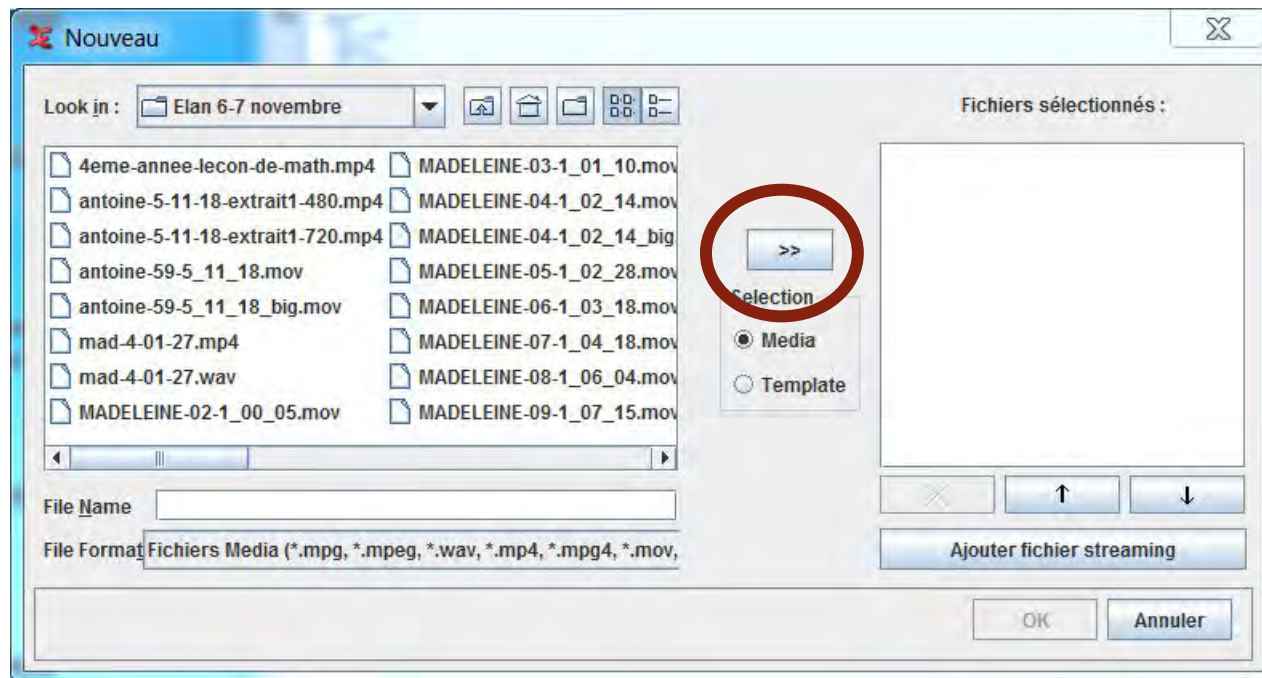 Nouveau
Look in : Elan 6-7 novembre
Fichiers sélectionnés :
4eme-annee-lecon-de-math.mp4
antoine-5-11-18-extrait1-480.mp4
antoine-5-11-18-extrait1-720.mp4
antoine-59-5_11_18.mov
antoine-59-5_11_18_big.mov
mad-4-01-27.mp4
mad-4-01-27.wav
MADELEINE-02-1_00_05.mov
MADELEINE-03-1_01_10.mov
MADELEINE-04-1_02_14.mov
MADELEINE-04-1_02_14_big
MADELEINE-05-1_02_28.mov
MADELEINE-06-1_03_18.mov
MADELEINE-07-1_04_18.mov
MADELEINE-08-1_06_04.mov
MADELEINE-09-1_07_15.mov
>>
Selection
Media
Template
File Name
File Format Fichiers Media (*.mpg, *.mpeg, *.wav, *.mp4, *.mpg4, *.mov,
Ajouter fichier streaming
OK
Annuler